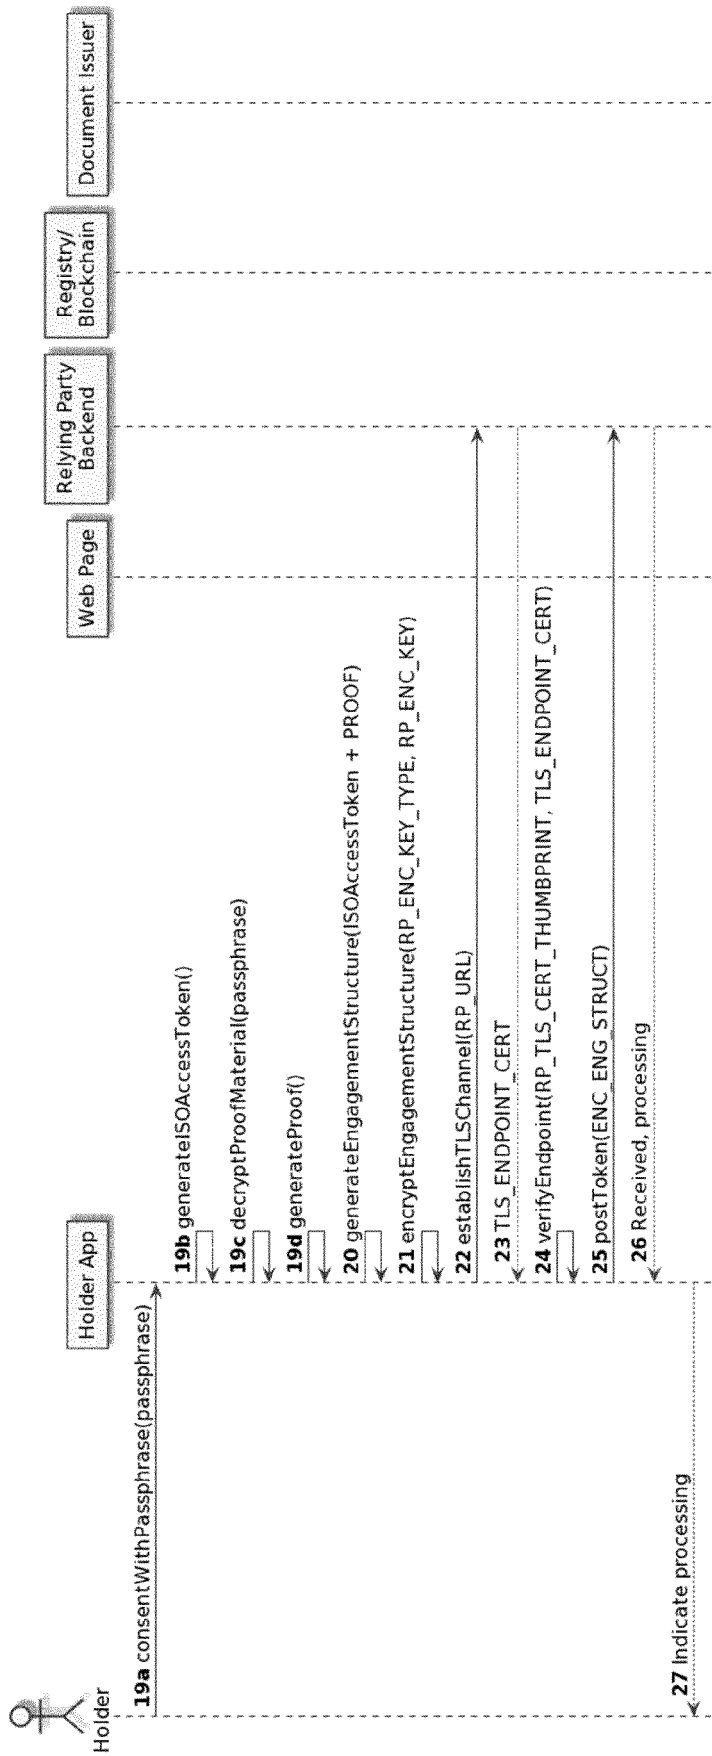 Holder
Holder App
Web Page
Relying Party
Backend
Registry/
Blockchain
Document Issuer
19a consentWithPassphrase(passphrase)
19b generateISOAccessToken()
19c decryptProofMaterial(passphrase)
19d generateProof()
20 generateEngagementStructure(ISOAccessToken + PROOF)
21 encryptEngagementStructure(RP_ENC_KEY_TYPE, RP_ENC_KEY)
22 establishTLSChannel(RP_URL)
23 TLS_ENDPOINT_CERT
24 verifyEndpoint(RP_TLS_CERT_THUMBPRINT, TLS_ENDPOINT_CERT)
25 postToken(ENC_ENG_STRUCT)
26 Received, processing
27 Indicate processing